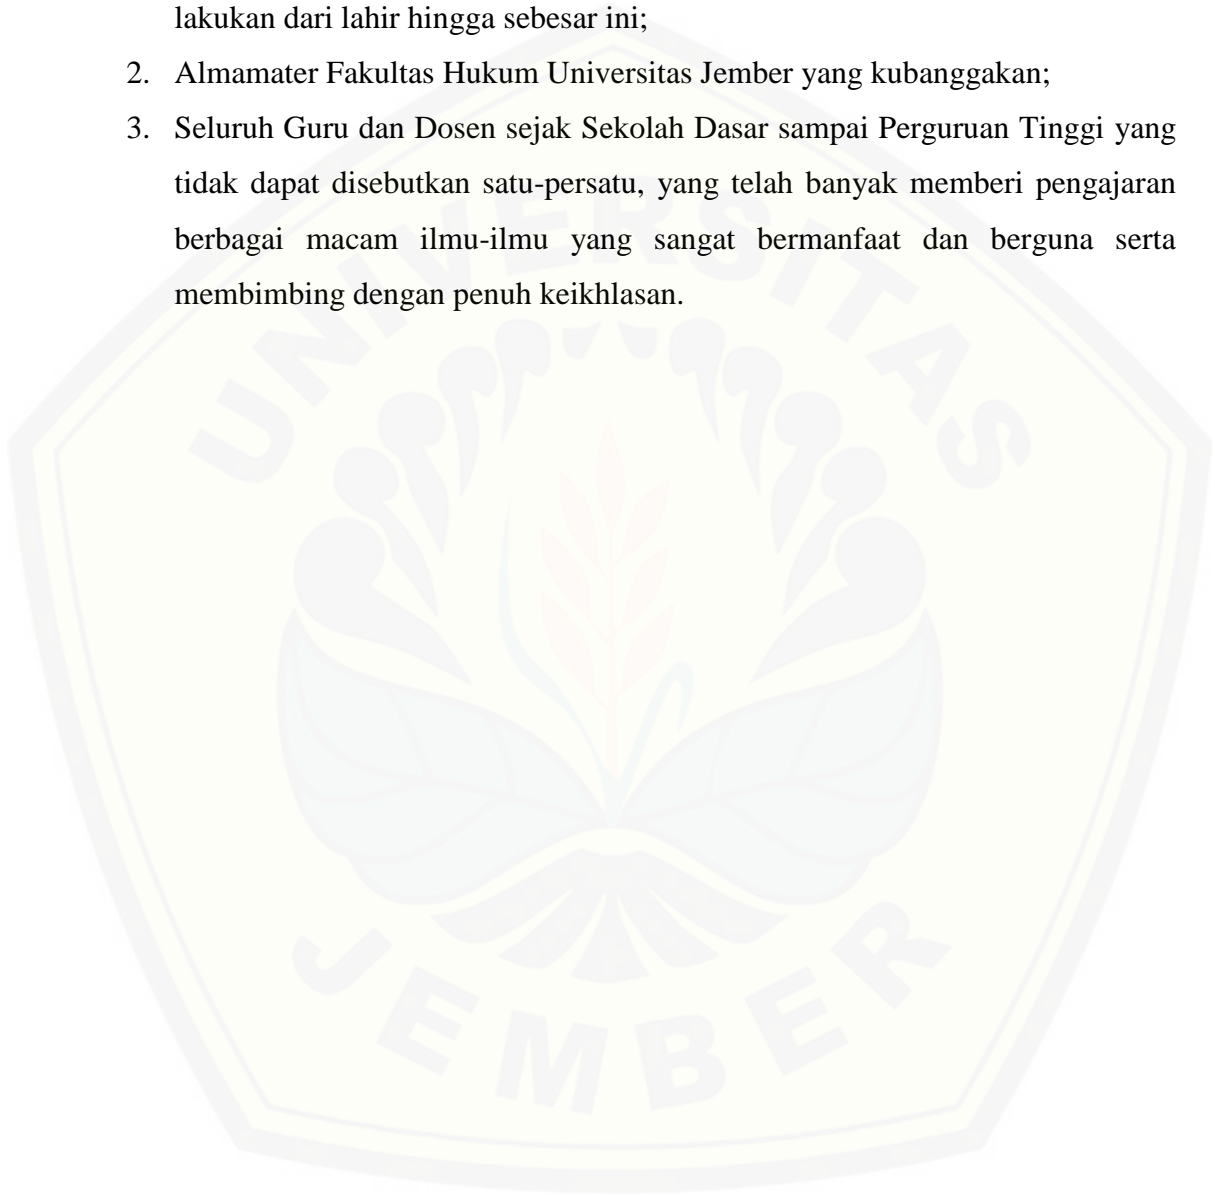 lakukan dari lahir hingga sebesar ini;
2. Almamater Fakultas Hukum Universitas Jember yang kubanggakan;
3. Seluruh Guru dan Dosen sejak Sekolah Dasar sampai Perguruan Tinggi yang
tidak dapat disebutkan satu-persatu, yang telah banyak memberi pengajaran
berbagai macam ilmu-ilmu yang sangat bermanfaat dan berguna serta
membimbing dengan penuh keikhlasan.
UNIVERSITAS
JEMBER